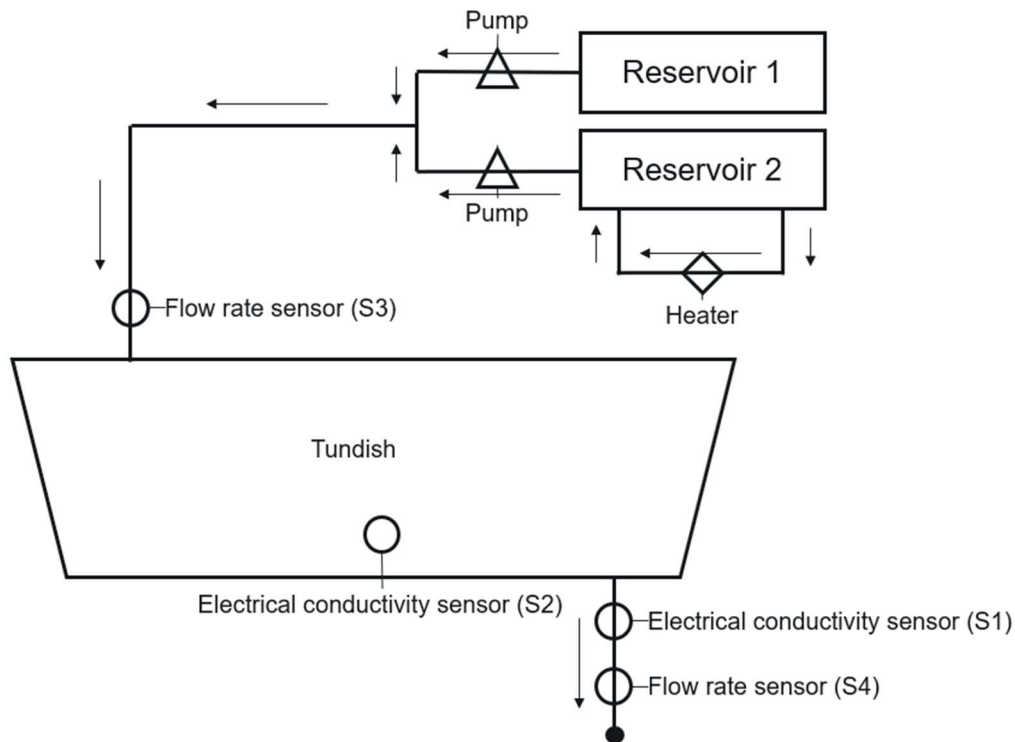 Pump
Reservoir 1
Reservoir 2
Pump
Heater
Flow rate sensor (S3)
Tundish
Electrical conductivity sensor (S2)
Electrical conductivity sensor (S1)
Flow rate sensor (S4)